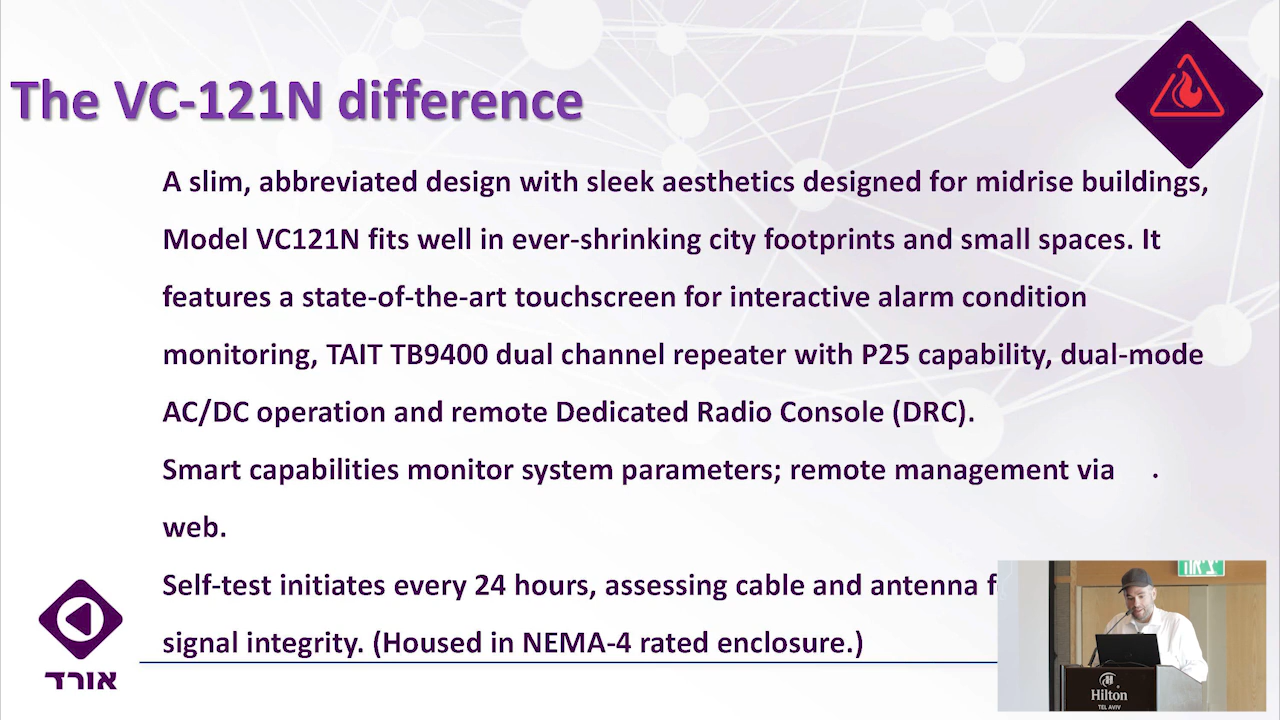 The VC-121N difference
A slim, abbreviated design with sleek aesthetics designed for midrise buildings,
Model VC121N fits well in ever-shrinking city footprints and small spaces. It
features a state-of-the-art touchscreen for interactive alarm condition
monitoring, TAIT TB9400 dual channel repeater with P25 capability, dual-mode
AC/DC operation and remote Dedicated Radio Console (DRC).
Smart capabilities monitor system parameters; remote management via .
web.
Self-test initiates every 24 hours, assessing cable and antenna
signal integrity. (Housed in NEMA-4 rated enclosure.)
אורד
Hilton
TEL AVIV